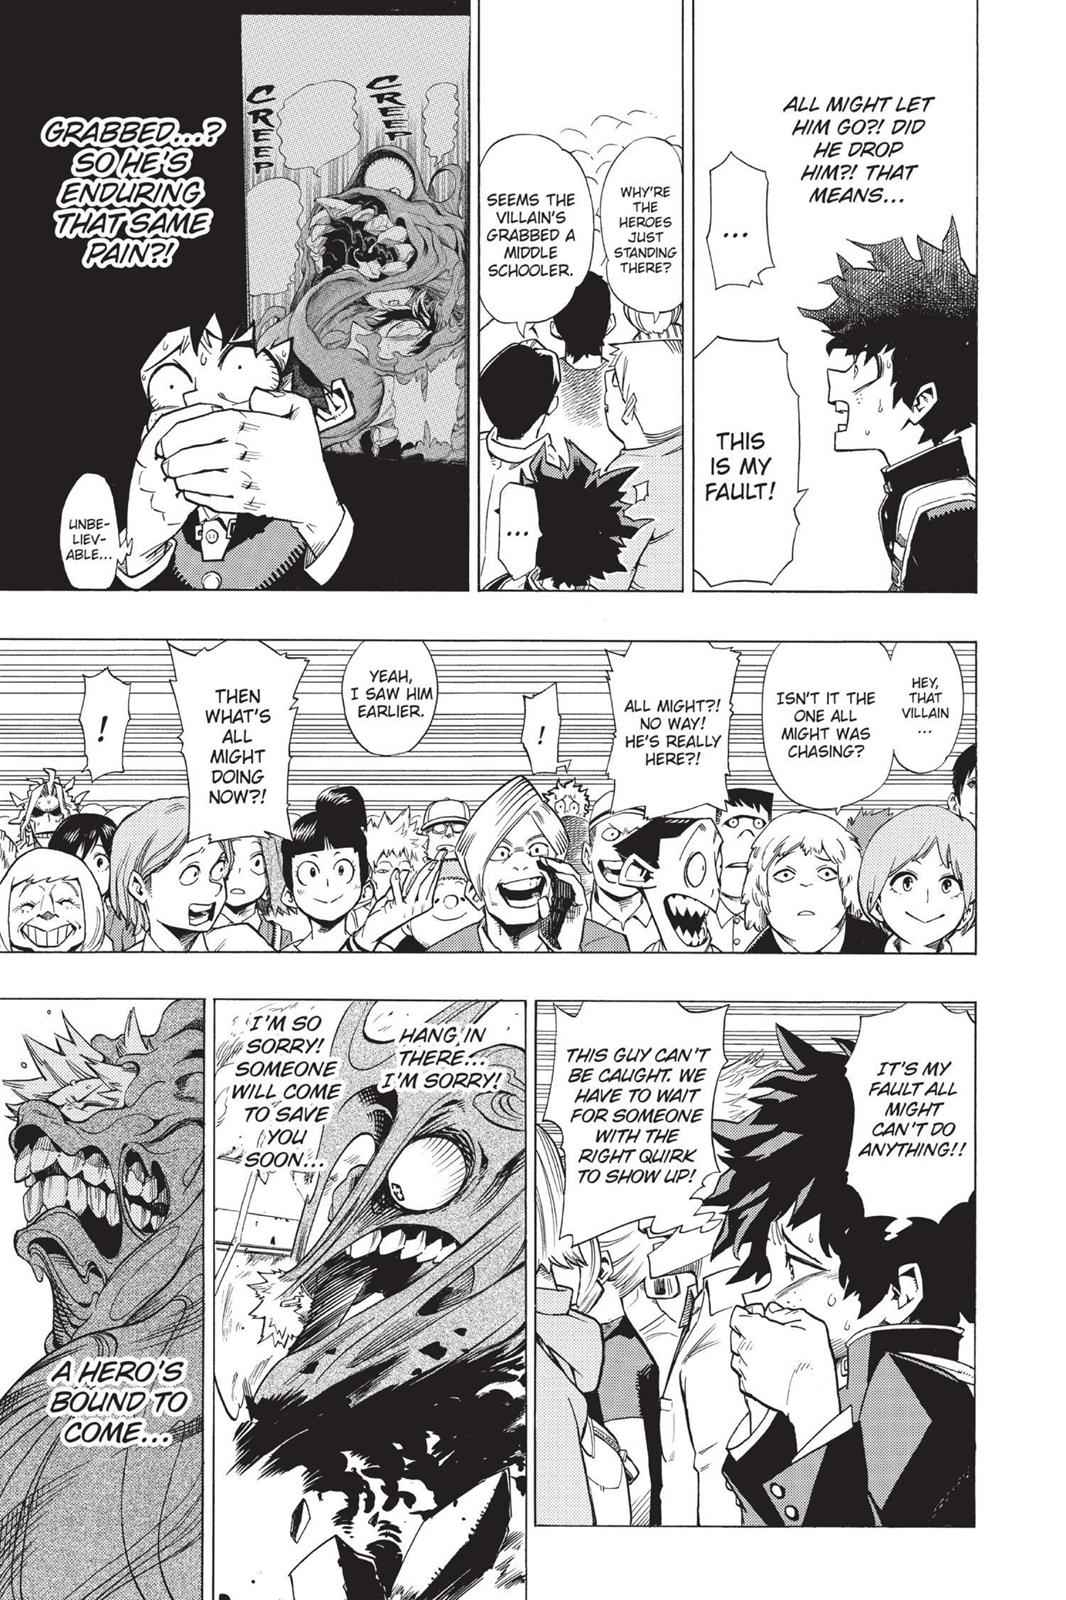 ALL MIGHT LET
HIM GO?! DID
HE DROP
HIM?! THAT
MEANS...
...
THIS
IS MY
FAULT!
WHY'RE
THE
HEROES
JUST
STANDING
THERE?
SEEMS THE
VILLAIN'S
GRABBED A
MIDDLE
SCHOOLER.
...
CREEP
CREEP
GRABBED...?
SO HE'S
ENDURING
THAT SAME
PAIN?!
UNBE-
LIEV-
ABLE...
HEY,
THAT
VILLAIN
...
ISN'T IT THE
ONE ALL
MIGHT WAS
CHASING?
ALL MIGHT?!
NO WAY!
HE'S REALLY
HERE?!
!
YEAH,
I SAW HIM
EARLIER.
THEN
WHAT'S
ALL
MIGHT
DOING
NOW?!
!
IT'S MY
FAULT ALL
MIGHT
CAN'T DO
ANYTHING!!
THIS GUY CAN'T
BE CAUGHT. WE
HAVE TO WAIT
FOR SOMEONE
WITH THE
RIGHT QUIRK
TO SHOW UP!
HANG IN
THERE...
I'M SORRY!
I'M SO
SORRY!
SOMEONE
WILL COME
TO SAVE
YOU
SOON...
A HERO'S
BOUND TO
COME...